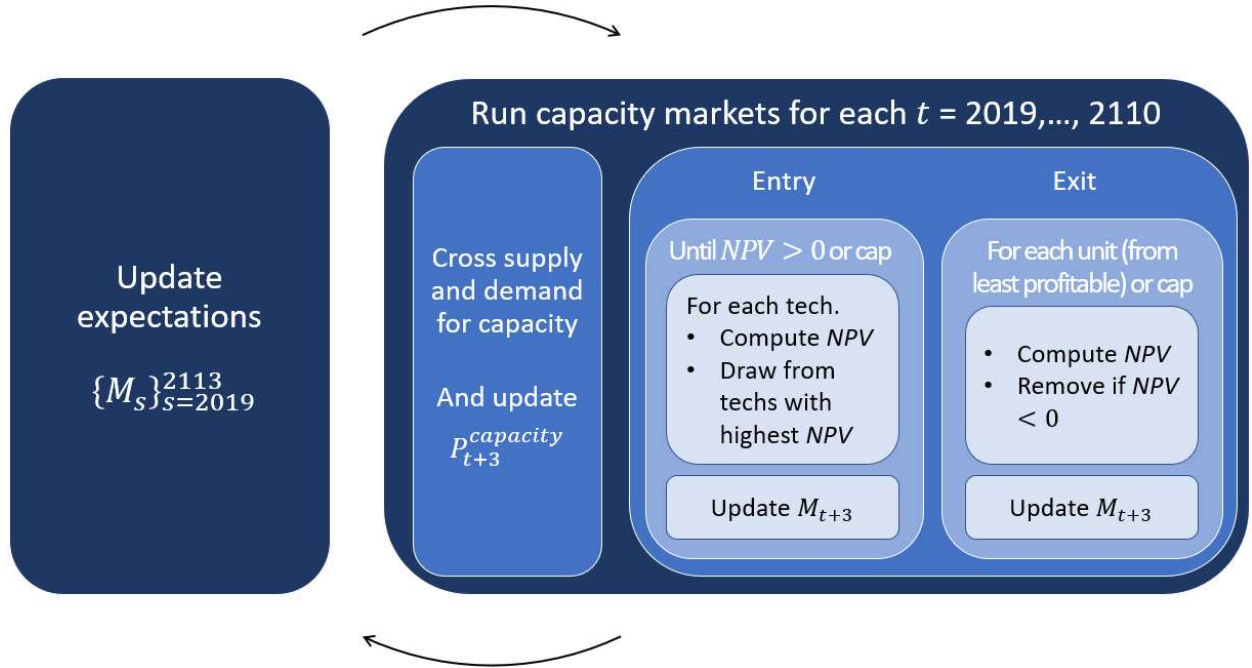 Run capacity markets for each t = 2019,..., 2110
Update
expectations
{M_s}_{s=2019}^{2113}
Cross supply
and demand
for capacity
And update
P_{t+3}^{capacity}
Entry
Until NPV > 0 or cap
For each tech.
• Compute NPV
• Draw from
techs with
highest NPV
Update M_{t+3}
Exit
For each unit (from
least profitable) or cap
• Compute NPV
• Remove if NPV
< 0
Update M_{t+3}